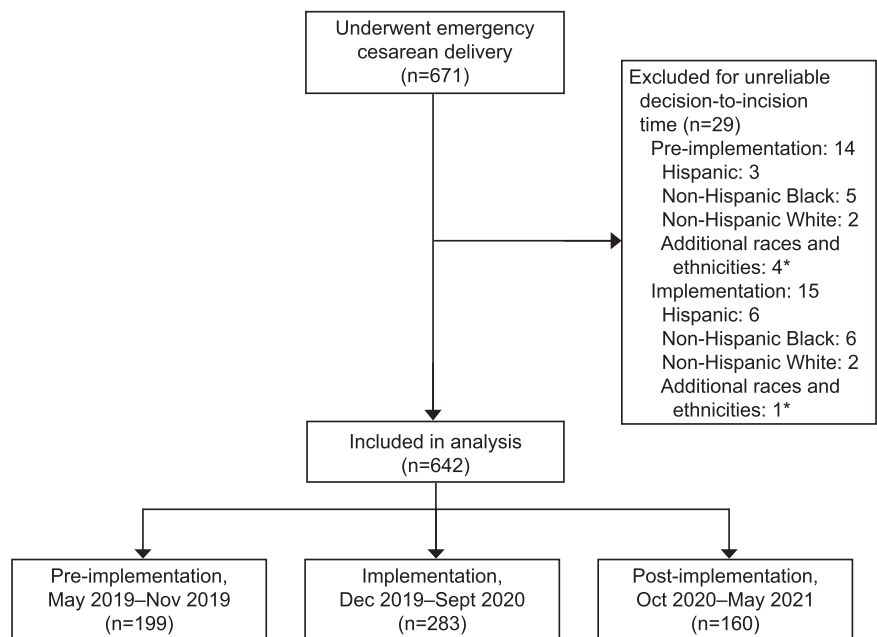 Underwent emergency
cesarean delivery
(n=671)
Excluded for unreliable
decision-to-incision
time (n=29)
Pre-implementation: 14
Hispanic: 3
Non-Hispanic Black: 5
Non-Hispanic White: 2
Additional races and
ethnicities: 4*
Implementation: 15
Hispanic: 6
Non-Hispanic Black: 6
Non-Hispanic White: 2
Additional races and
ethnicities: 1*
Included in analysis
(n=642)
Pre-implementation,
May 2019–Nov 2019
(n=199)
Implementation,
Dec 2019–Sept 2020
(n=283)
Post-implementation,
Oct 2020–May 2021
(n=160)